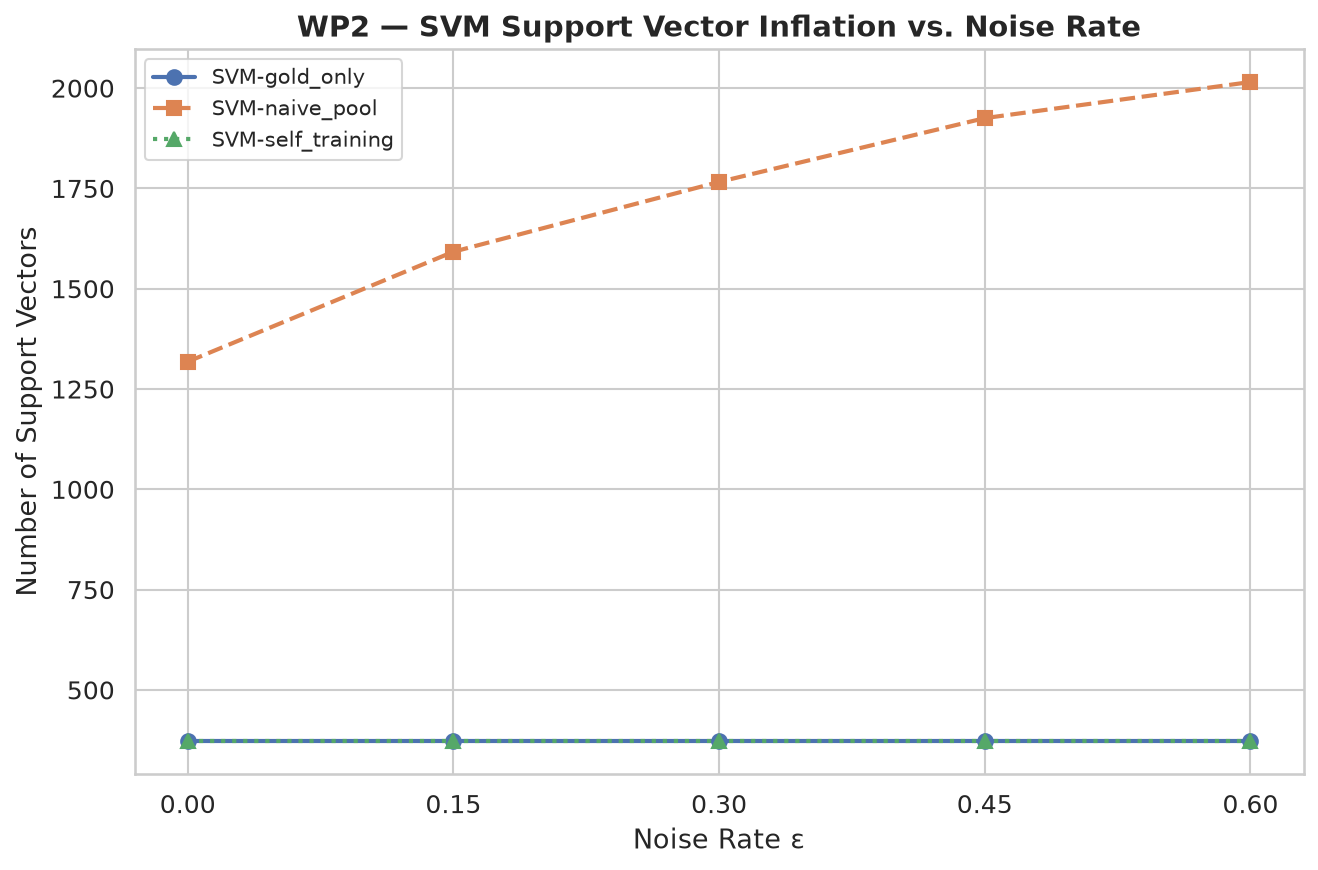 WP2 — SVM Support Vector Inflation vs. Noise Rate
SVM-gold_only
SVM-naive_pool
SVM-self_training
Number of Support Vectors
2000
1750
1500
1250
1000
750
500
0.00
0.15
0.30
0.45
0.60
Noise Rate ε